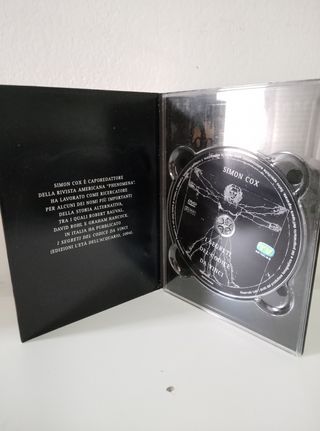 SIMON COX È CAPOREDATTORE
DELLA RIVISTA AMERICANA "PHENOMENA".
HA LAVORATO COME RICERCATORE
PER ALCUNI DEI NOMI PIÙ IMPORTANTI
DELLA STORIA ALTERNATIVA,
TRA I QUALI ROBERT BAUVAL,
DAVID ROHL E GRAHAM HANCOCK.
IN ITALIA HA PUBBLICATO
I SEGRETI DEL CODICE DA VINCI
(EDIZIONI L'ETÀ DELL'ACQUARIO, 2004).
SIMON COX
DVD
I SEGRETI
DEL CODICE
DA VINCI